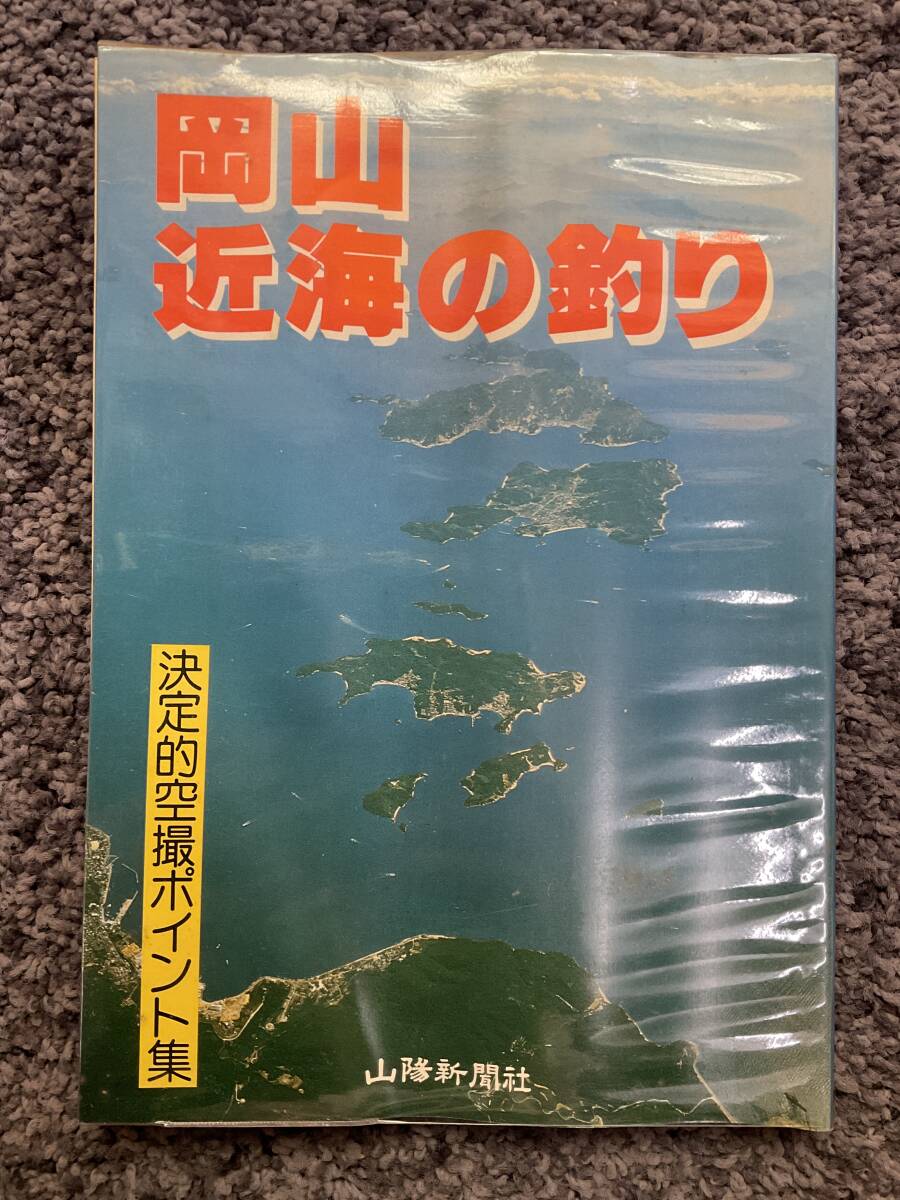 岡山
近海の釣り
決定的空撮ポイント集
山陽新聞社